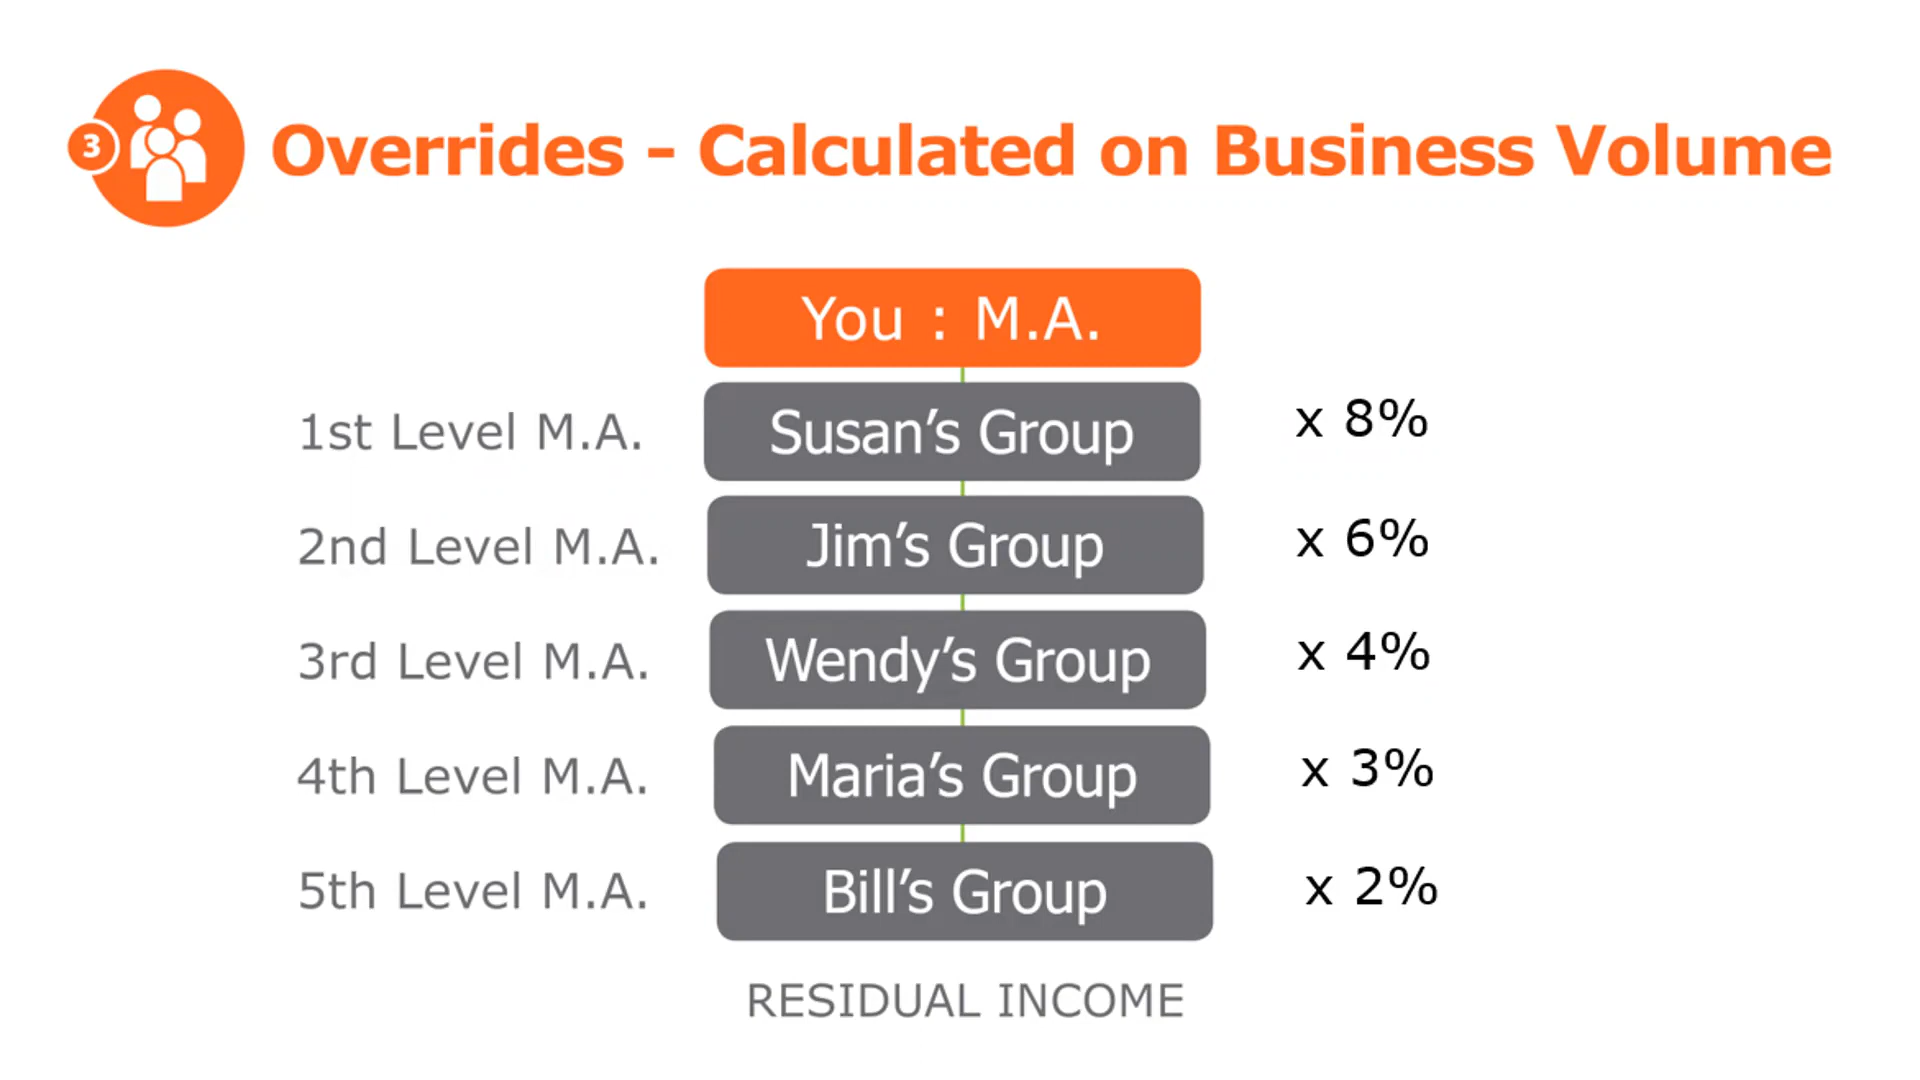 3
Overrides - Calculated on Business Volume
You : M.A.
1st Level M.A. Susan’s Group x 8%
2nd Level M.A. Jim’s Group x 6%
3rd Level M.A. Wendy’s Group x 4%
4th Level M.A. Maria’s Group x 3%
5th Level M.A. Bill’s Group x 2%
RESIDUAL INCOME